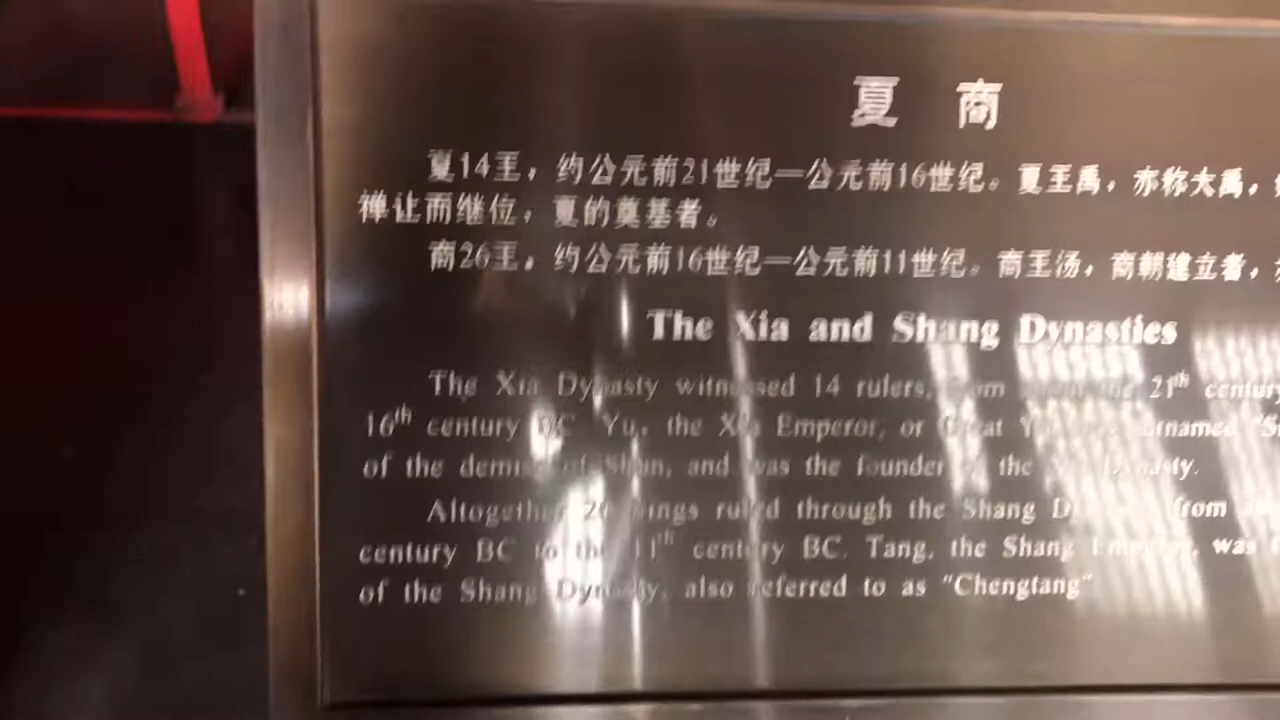 夏 商
夏14王，约公元前21世纪—公元前16世纪。夏王禹，亦称大禹，
禅让而继位，夏的奠基者。
商26王，约公元前16世纪—公元前11世纪。商王汤，商朝建立者，
The Xia and Shang Dynasties
The Xia Dynasty witnessed 14 rulers, from about the 21th century
16th century BC. Yu, the Xia Emperor, or Great
of the demise of Shun, and was the founder of the Xia Dynasty.
Altogether 26 kings ruled through the Shang from
century BC to the 11th century BC. Tang, the Shang Emperor, was
of the Shang Dynasty, also referred to as "Chengtang"